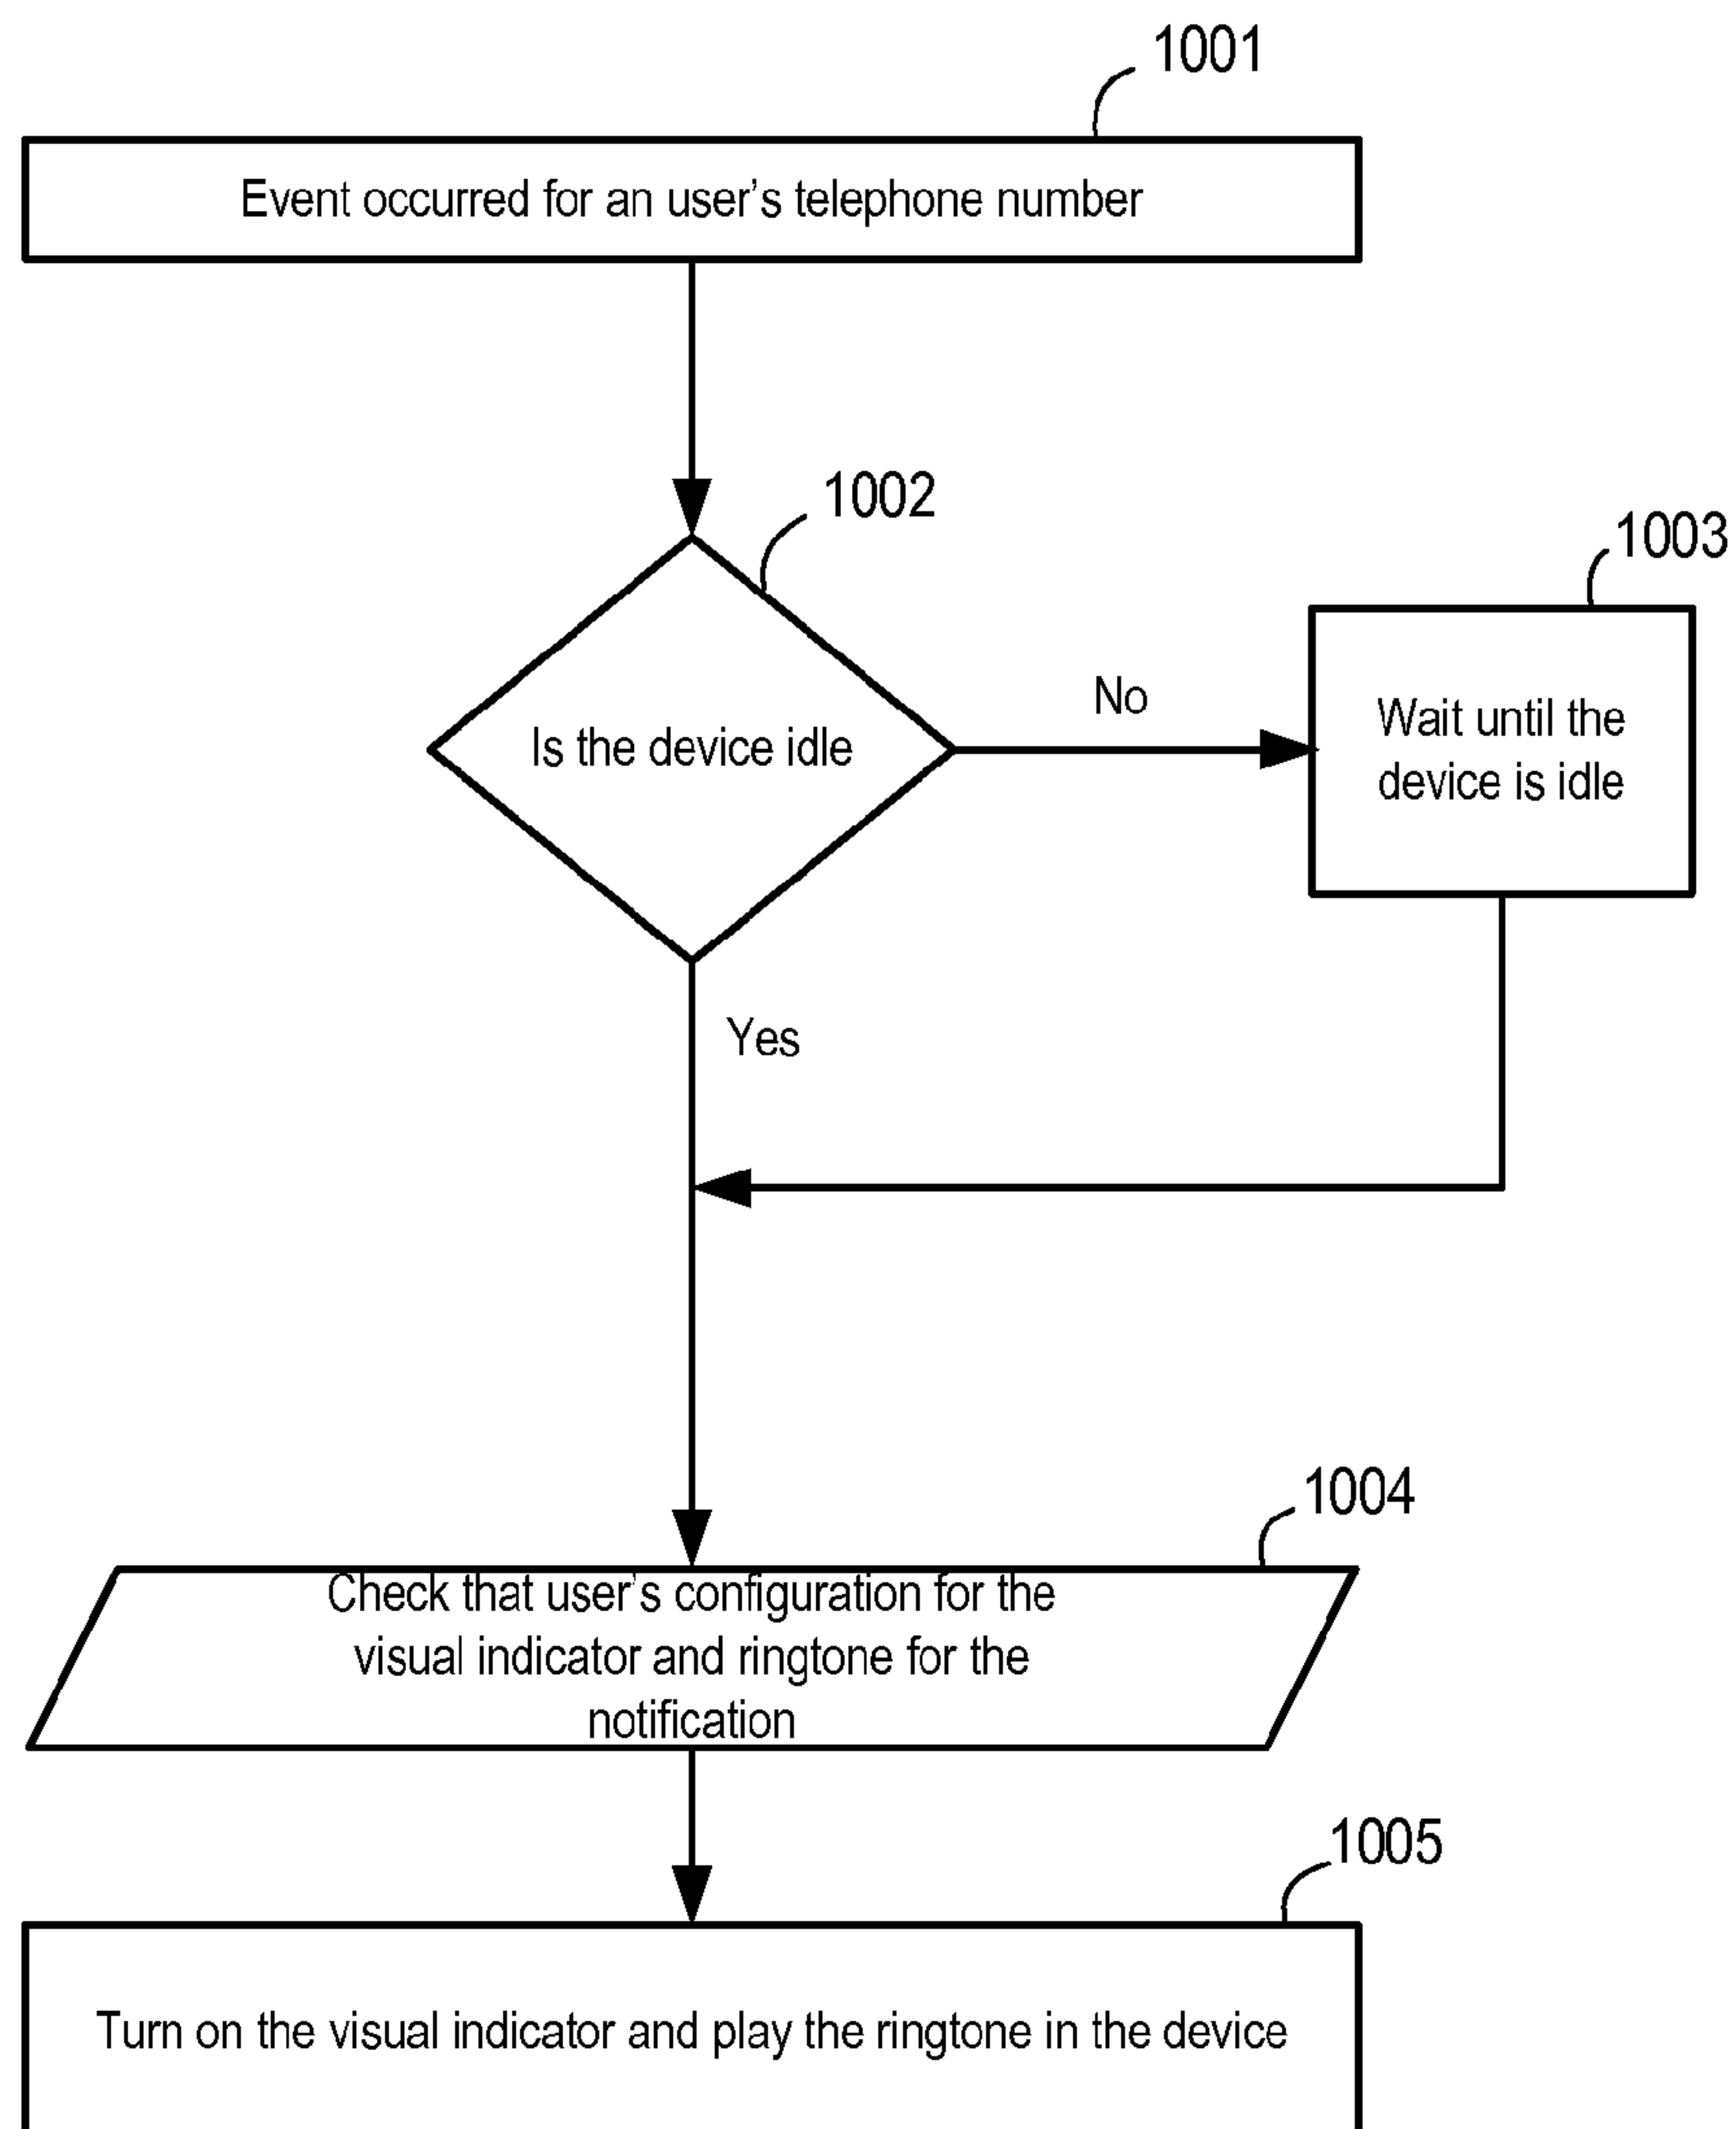 1001
Event occurred for an user's telephone number
1002
1003
Is the device idle
No
Wait until the
device is idle
Yes
1004
Check that user's configuration for the
visual indicator and ringtone for the
notification
1005
Turn on the visual indicator and play the ringtone in the device